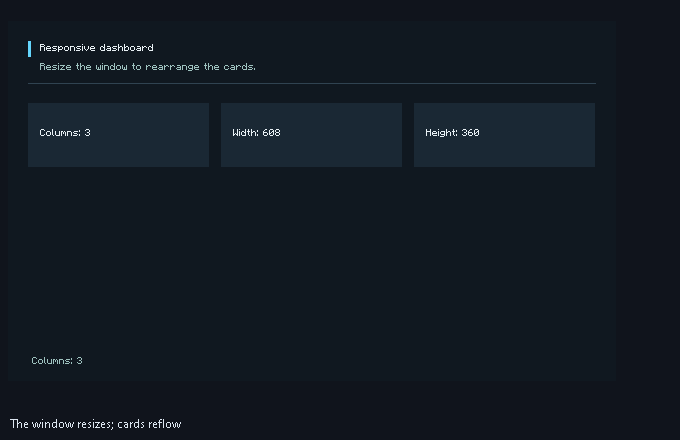 Responsive dashboard
Resize the window to rearrange the cards.
Columns: 3
Width: 608
Height: 360
Columns: 3
The window resizes; cards reflow